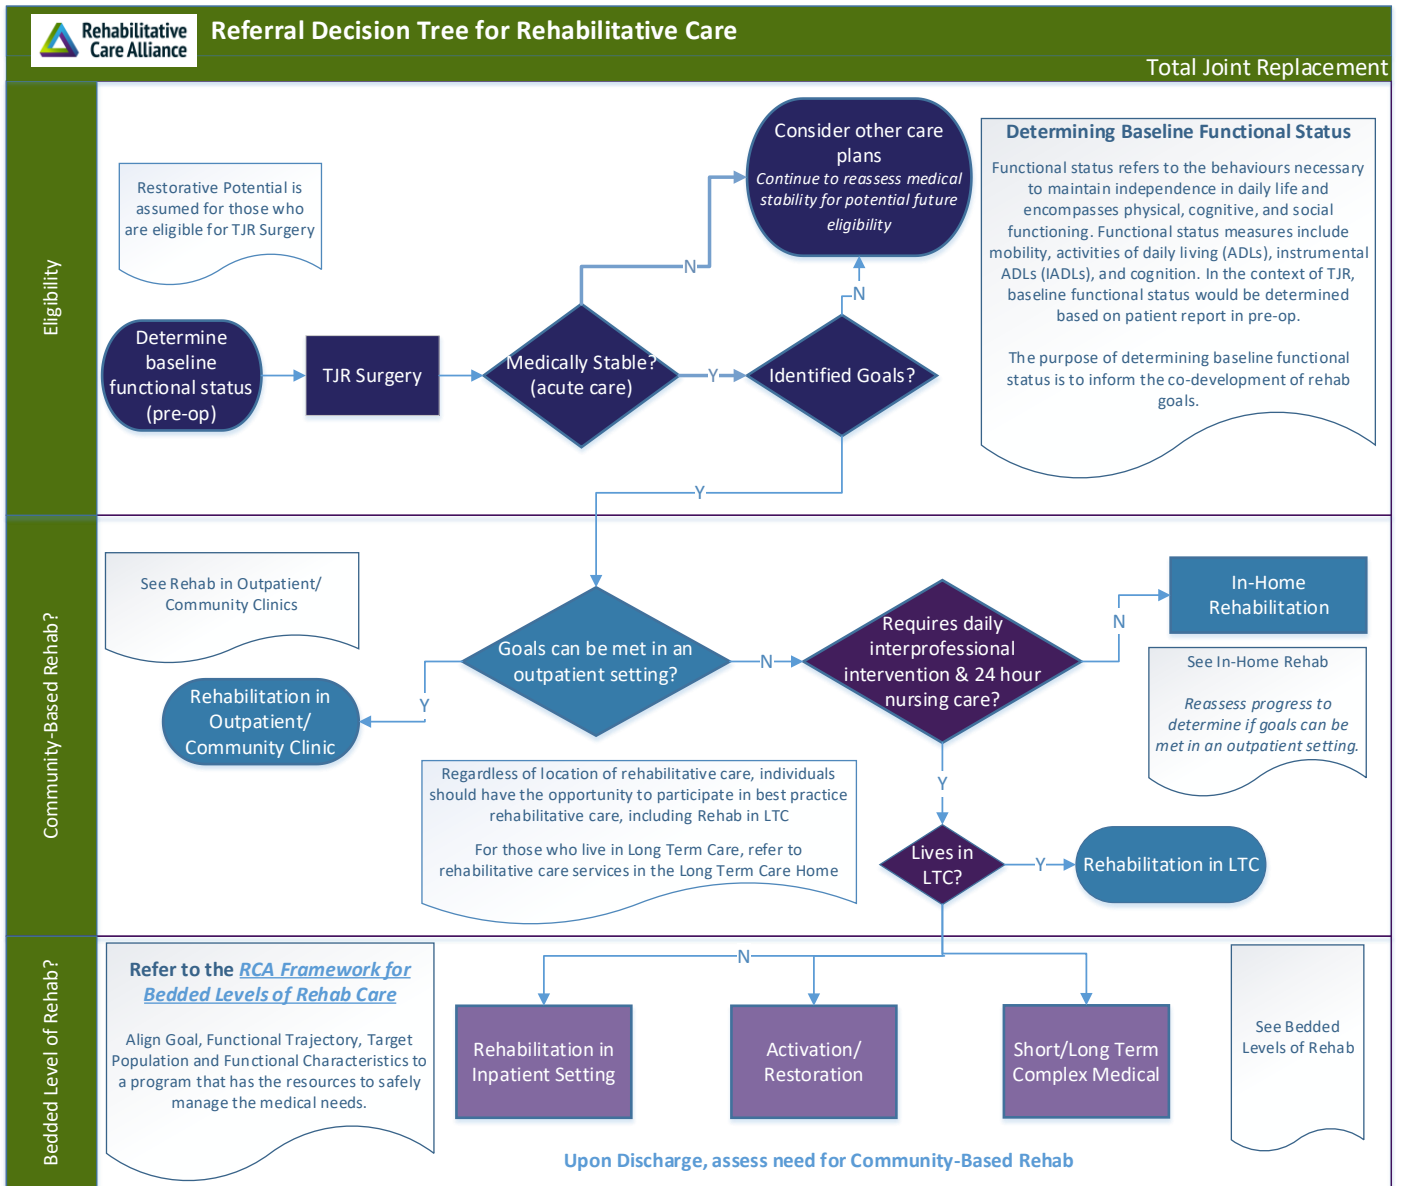 Rehabilitative
Care Alliance
Referral Decision Tree for Rehabilitative Care
Total Joint Replacement
Eligibility
Restorative Potential is
assumed for those who
are eligible for TJR Surgery
Consider other care
plans
Continue to reassess medical
stability for potential future
eligibility
Determining Baseline Functional Status
Functional status refers to the behaviours necessary
to maintain independence in daily life and
encompasses physical, cognitive, and social
functioning. Functional status measures include
mobility, activities of daily living (ADLs), instrumental
ADLs (IADLs), and cognition. In the context of TJR,
baseline functional status would be determined
based on patient report in pre-op.
The purpose of determining baseline functional
status is to inform the co-development of rehab
goals.
N
N
Determine
baseline
functional status
(pre-op)
TJR Surgery
Medically Stable?
(acute care)
Y
Identified Goals?
Y
Community-Based Rehab?
See Rehab in Outpatient/
Community Clinics
Goals can be met in an
outpatient setting?
N
Requires daily
interprofessional
intervention & 24 hour
nursing care?
N
In-Home
Rehabilitation
See In-Home Rehab
Reassess progress to
determine if goals can be
met in an outpatient setting.
Y
Rehabilitation in
Outpatient/
Community Clinic
Regardless of location of rehabilitative care, individuals
should have the opportunity to participate in best practice
rehabilitative care, including Rehab in LTC
For those who live in Long Term Care, refer to
rehabilitative care services in the Long Term Care Home
Y
Lives in
LTC?
Y
Rehabilitation in LTC
Bedded Level of Rehab?
Refer to the RCA Framework for
Bedded Levels of Rehab Care
Align Goal, Functional Trajectory, Target
Population and Functional Characteristics to
a program that has the resources to safely
manage the medical needs.
N
Rehabilitation in
Inpatient Setting
Activation/
Restoration
Short/Long Term
Complex Medical
See Bedded
Levels of Rehab
Upon Discharge, assess need for Community-Based Rehab